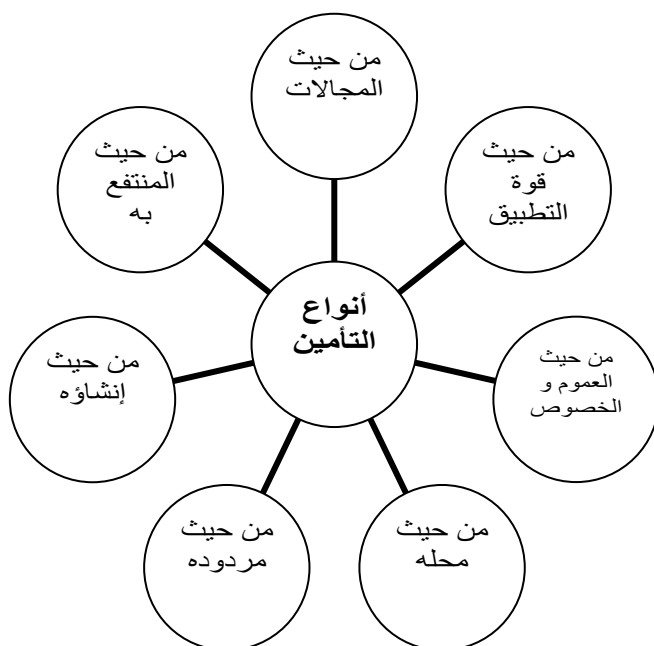 من حيث
المجالات
من حيث
قوة
التطبيق
من حيث
العموم و
الخصوص
من حيث
محله
من حيث
مردوده
من حيث
إنشاؤه
من حيث
المنتفع
به
أنواع
التأمين